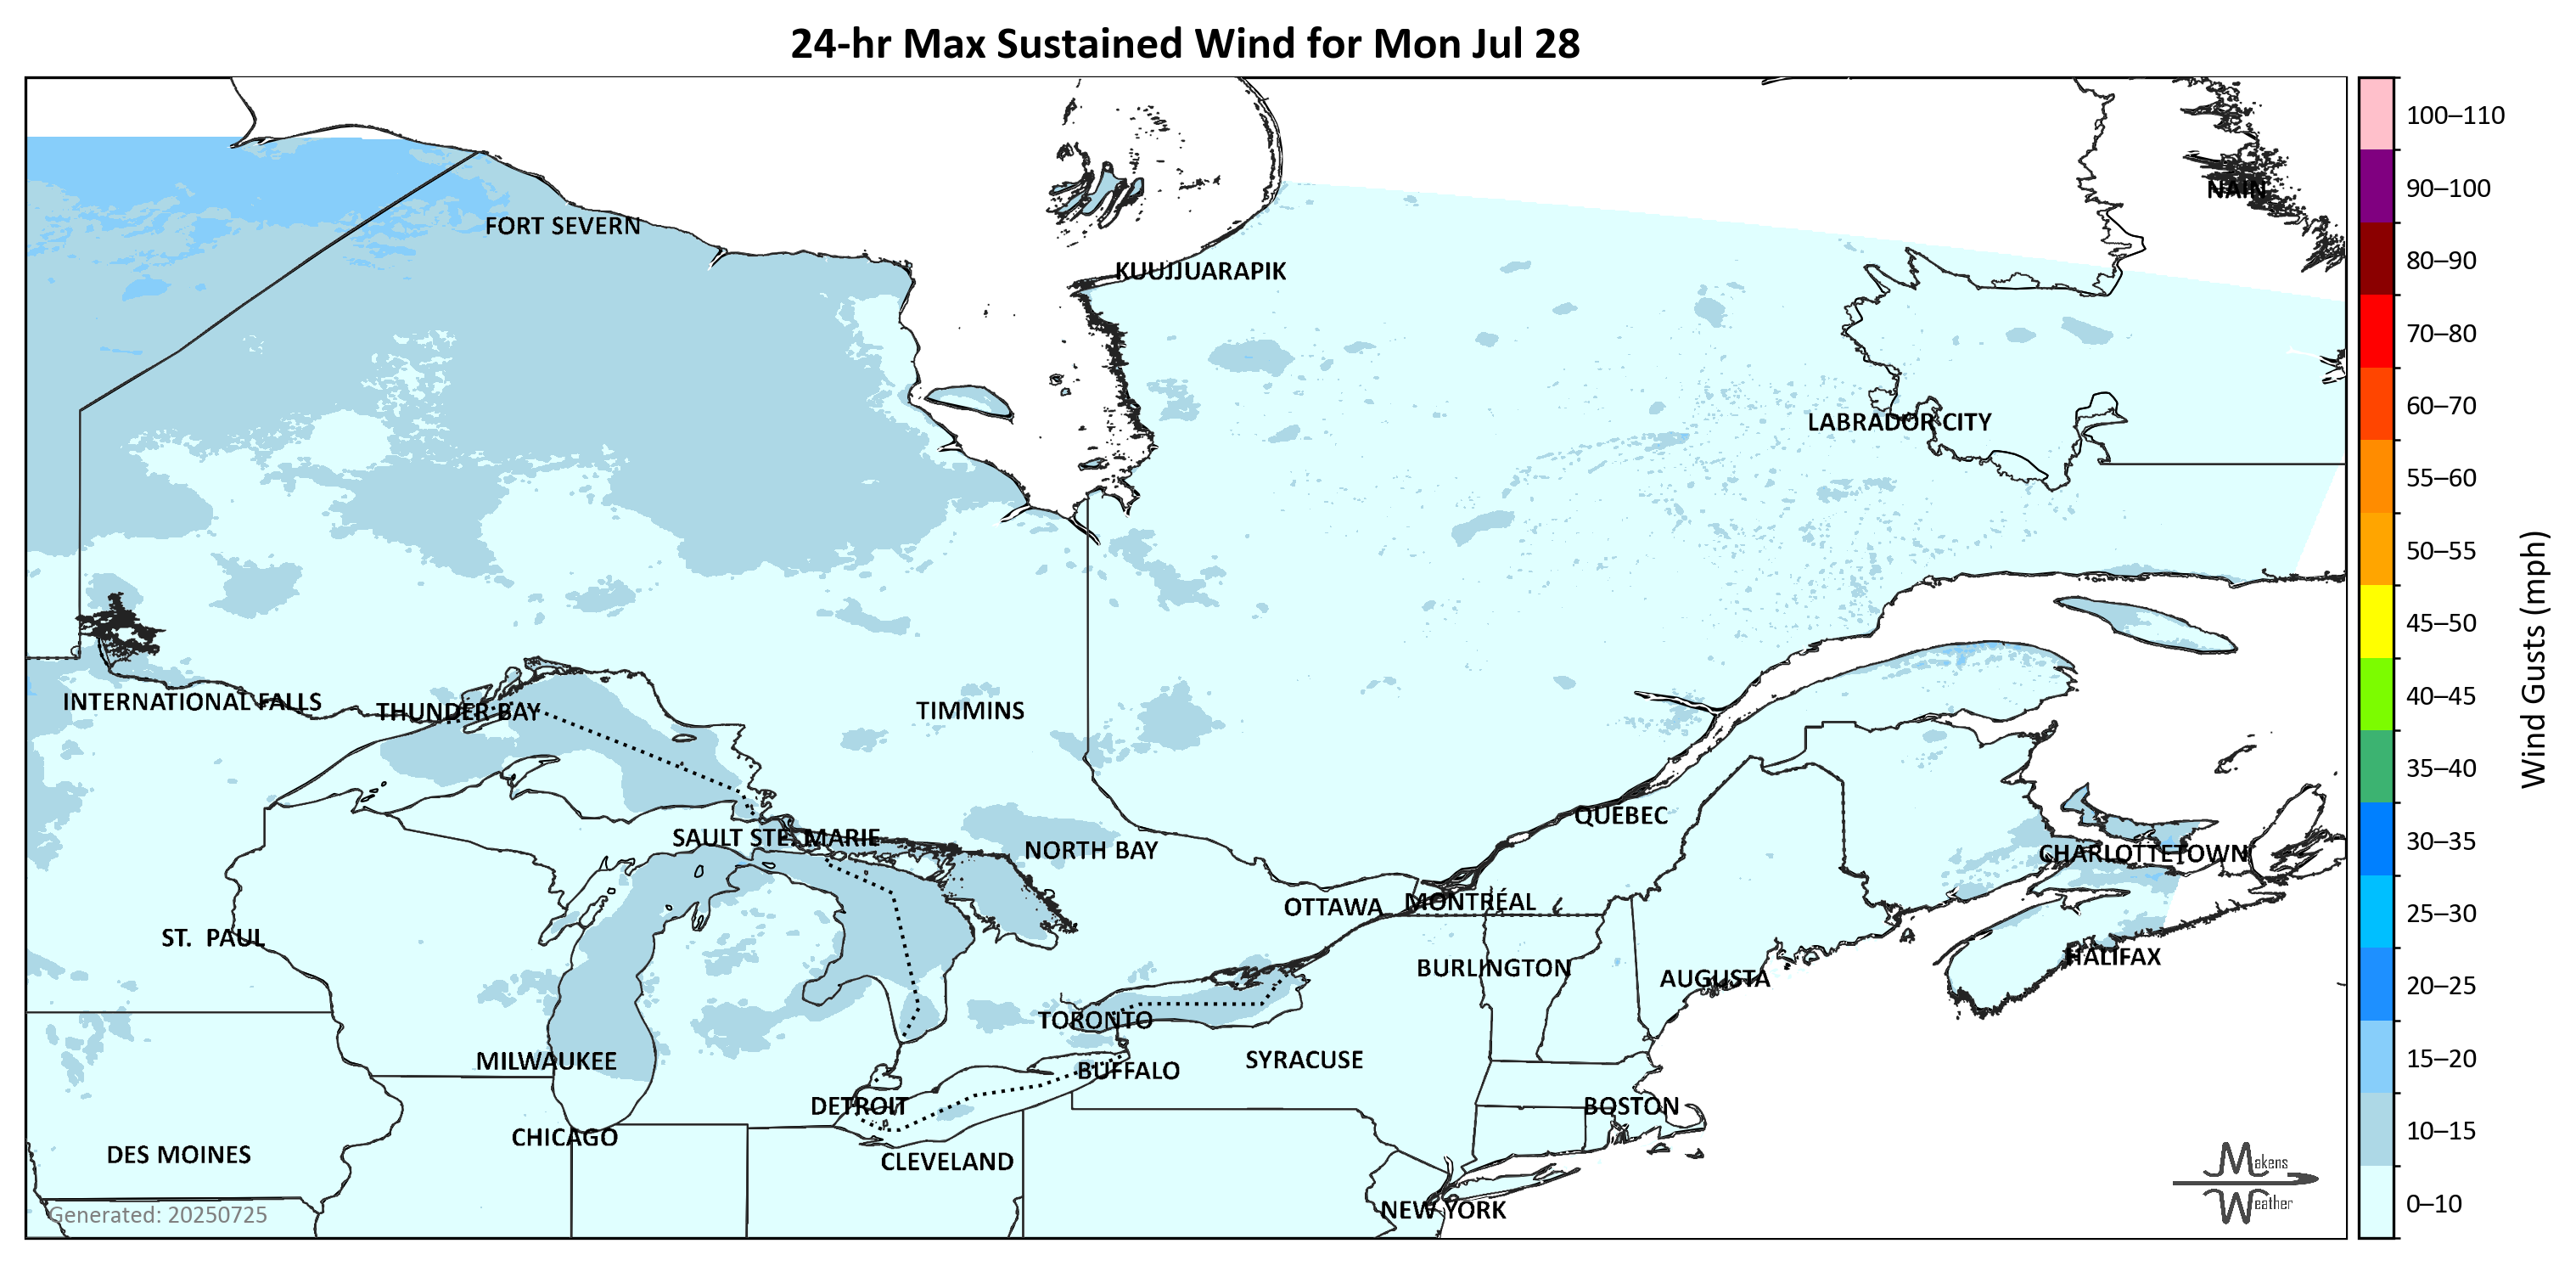 24-hr Max Sustained Wind for Mon Jul 28
100–110
90–100
NAIN
FORT SEVERN
80–90
KUUJJUARAPIK
70–80
60–70
LABRADOR CITY
55–60
50–55
45–50
Wind Gusts (mph)
40–45
INTERNATIONAL FALLS
THUNDER BAY
TIMMINS
35–40
QUÉBEC
30–35
SAULT STE. MARIE
NORTH BAY
CHARLOTTETOWN
OTTAWA
MONTRÉAL
25–30
ST. PAUL
HALIFAX
BURLINGTON
AUGUSTA
20–25
TORONTO
MILWAUKEE
SYRACUSE
15–20
BUFFALO
DETROIT
BOSTON
CHICAGO
10–15
DES MOINES
CLEVELAND
Makens
Weather
NEW YORK
0–10
Generated: 20250725